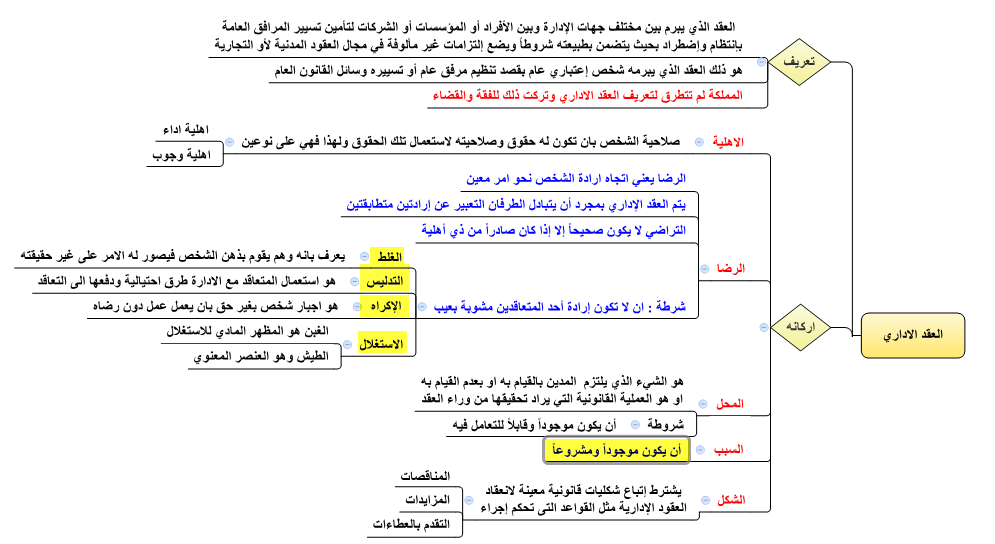 العقد الاداري
تعريف
العقد الذي يبرم بين مختلف جهات الإدارة وبين الأفراد أو المؤسسات أو الشركات لتأمين تسيير المرافق العامة
بإنتظام وإضطراد بحيث يتضمن بطبيعته شروطاً ويضع إلتزامات غير مألوفة في مجال العقود المدنية لأو التجارية
هو ذلك العقد الذي يبرمه شخص إعتباري عام بقصد تنظيم مرفق عام أو تسييره وسائل القانون العام
المملكة لم تتطرق لتعريف العقد الاداري وتركت ذلك للفقة والقضاء
اركانه
الاهلية
صلاحية الشخص بان تكون له حقوق وصلاحيته لاستعمال تلك الحقوق ولهذا فهي على نوعين
اهلية اداء
اهلية وجوب
الرضا
الرضا يعني اتجاه ارادة الشخص نحو امر معين
يتم العقد الإداري بمجرد أن يتبادل الطرفان التعبير عن إرادتين متطابقتين
التراضي لا يكون صحيحاً إلا إذا كان صادراً من ذي أهلية
شرطة : ان لا تكون إرادة أحد المتعاقدين مشوبة بعيب
الغلط
يعرف بانه وهم يقوم بذهن الشخص فيصور له الامر على غير حقيقته
التدليس
هو استعمال المتعاقد مع الادارة طرق احتيالية ودفعها الى التعاقد
الإكراه
هو اجبار شخص بغير حق بان يعمل عمل دون رضاه
الاستغلال
الغبن هو المظهر المادي للاستغلال
الطيش وهو العنصر المعنوي
المحل
هو الشيء الذي يلتزم المدين بالقيام به او بعدم القيام به
او هو العملية القانونية التي يراد تحقيقها من وراء العقد
شروطة
أن يكون موجوداً وقابلاً للتعامل فيه
السبب
أن يكون موجوداً ومشروعاً
الشكل
يشترط إتباع شكليات قانونية معينة لانعقاد
العقود الإدارية مثل القواعد التى تحكم إجراء
المناقصات
المزايدات
التقدم بالعطاءات